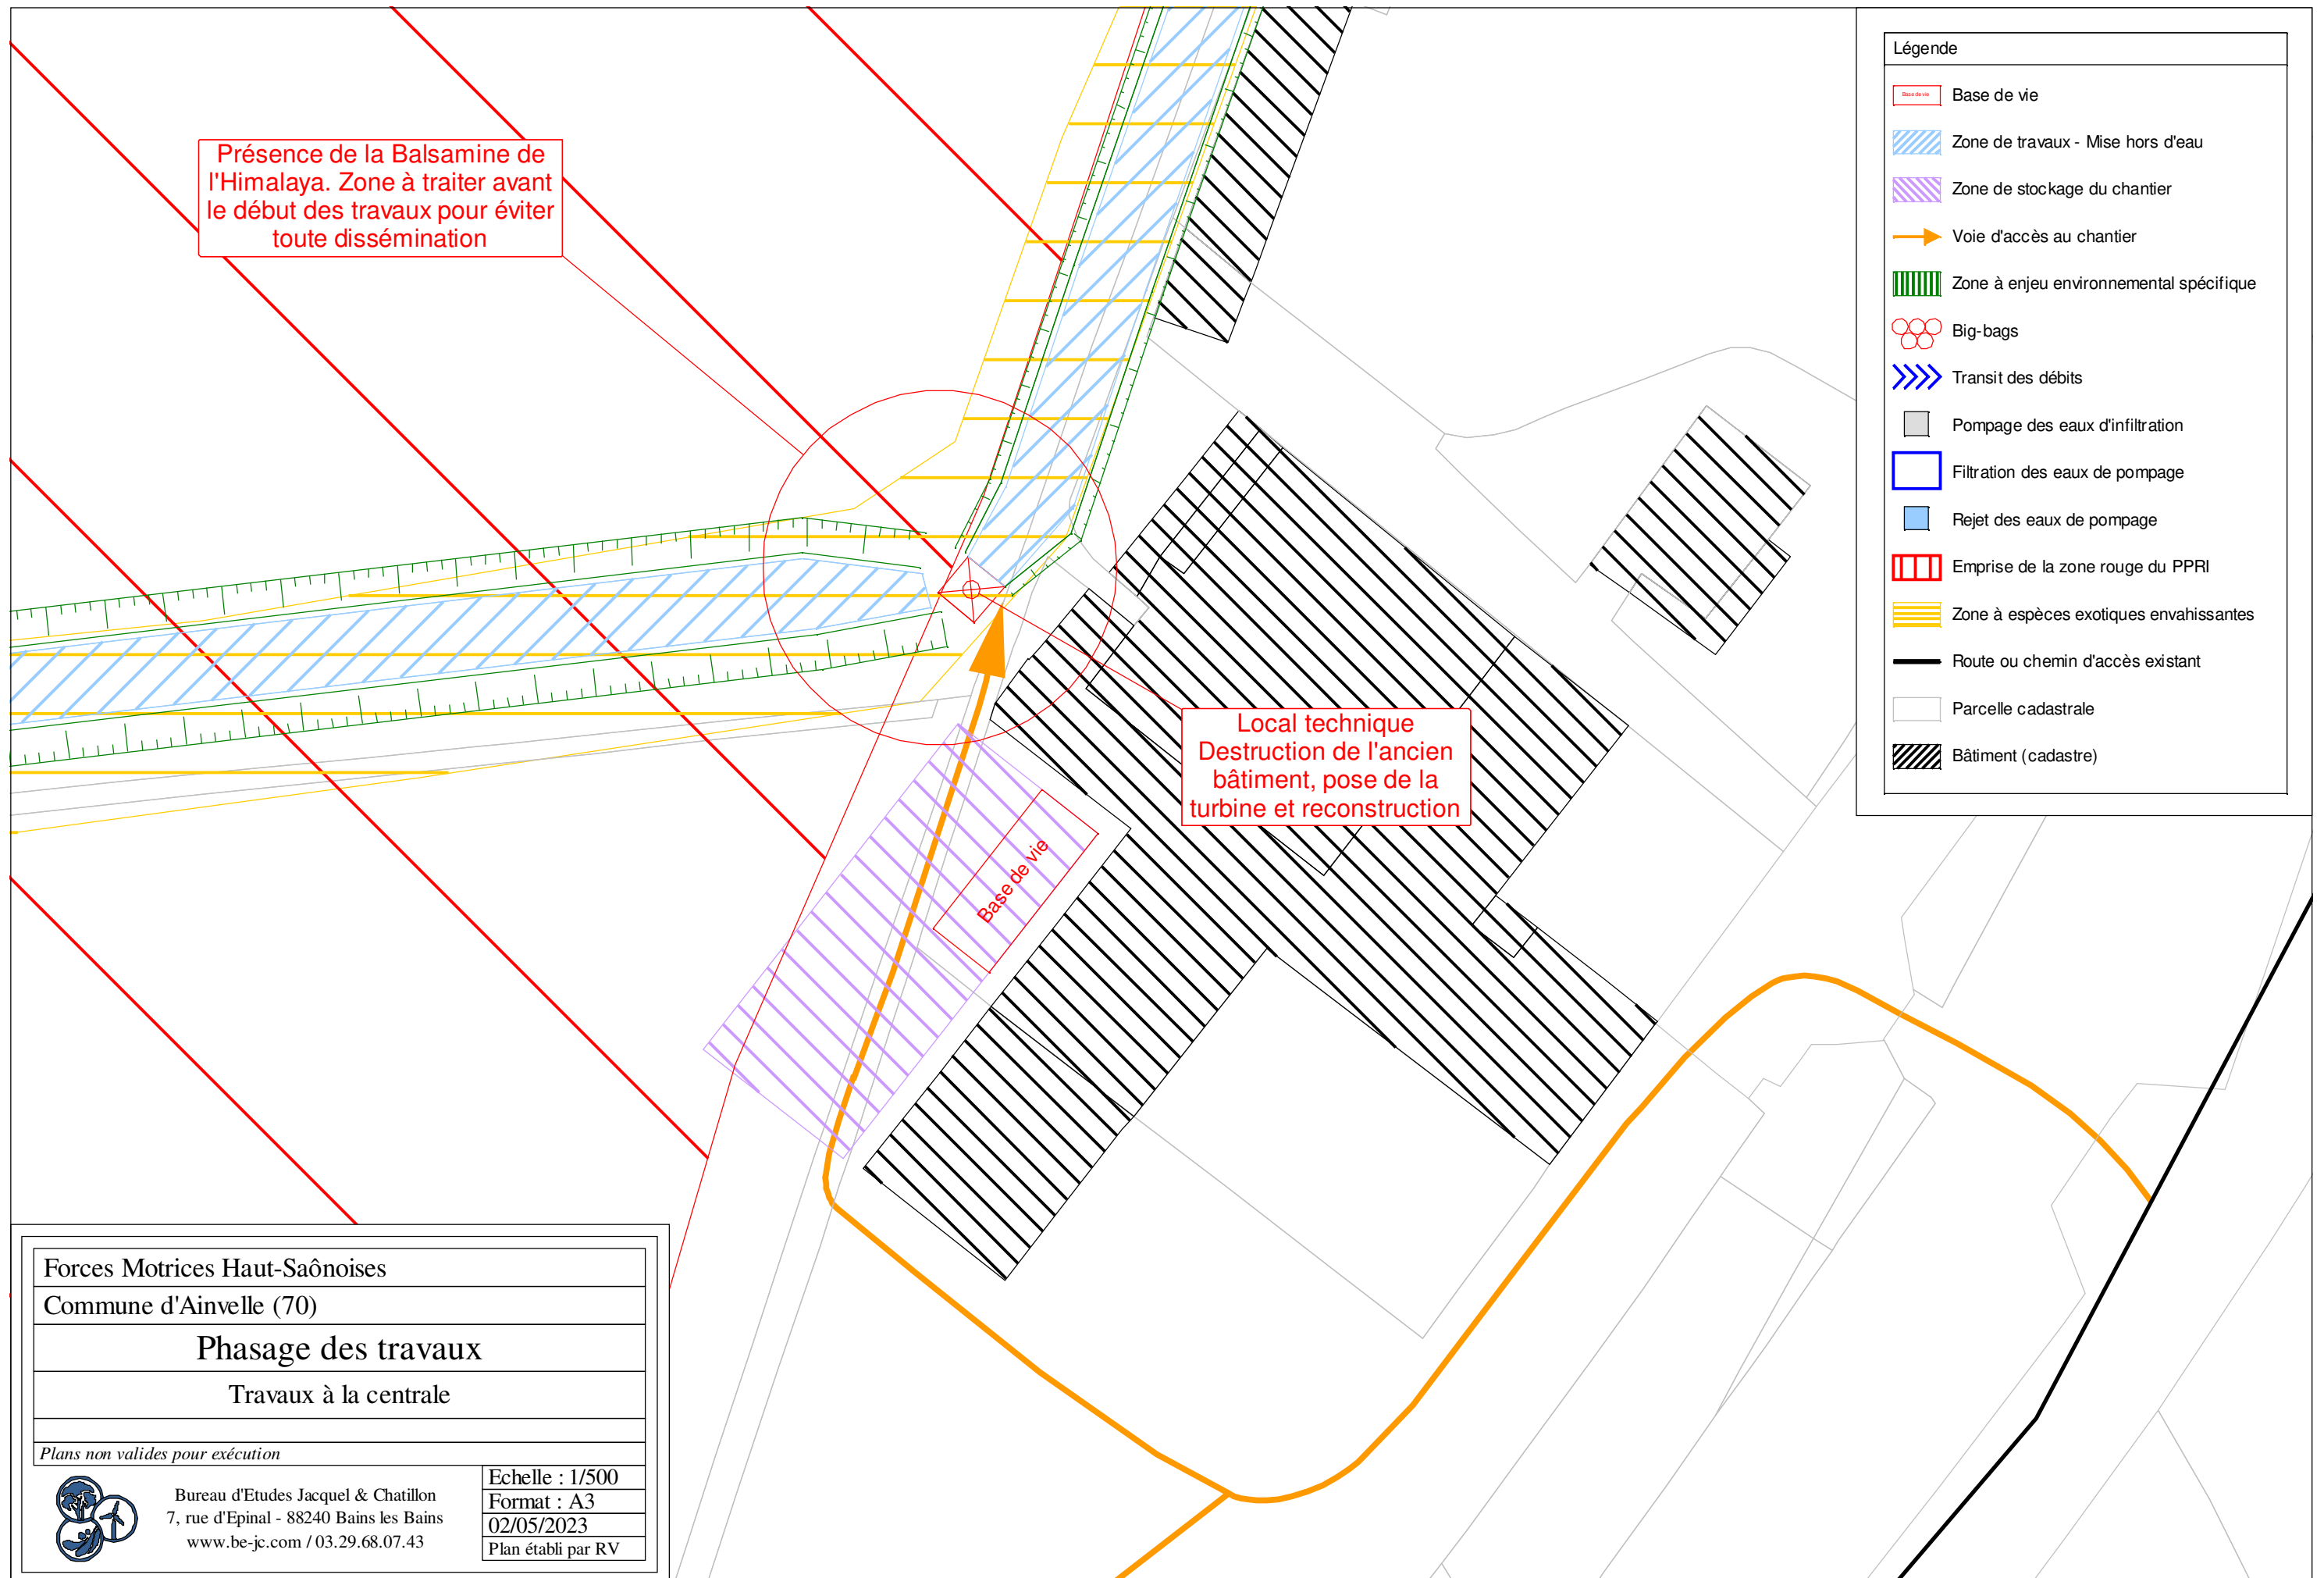 Présence de la Balsamine de
l'Himalaya. Zone à traiter avant
le début des travaux pour éviter
toute dissémination
Local technique
Destruction de l'ancien
bâtiment, pose de la
turbine et reconstruction
Base de vie
Légende
Base de vie
Base de vie
Zone de travaux - Mise hors d'eau
Zone de stockage du chantier
Voie d'accès au chantier
Zone à enjeu environnemental spécifique
Big-bags
Transit des débits
Pompage des eaux d'infiltration
Filtration des eaux de pompage
Rejet des eaux de pompage
Emprise de la zone rouge du PPRI
Zone à espèces exotiques envahissantes
Route ou chemin d'accès existant
Parcelle cadastrale
Bâtiment (cadastre)
Forces Motrices Haut-Saônoises
Commune d'Ainvelle (70)
Phasage des travaux
Travaux à la centrale
Plans non valides pour exécution
Bureau d'Etudes Jacquel & Chatillon
7, rue d'Epinal - 88240 Bains les Bains
www.be-jc.com / 03.29.68.07.43
Echelle : 1/500
Format : A3
02/05/2023
Plan établi par RV